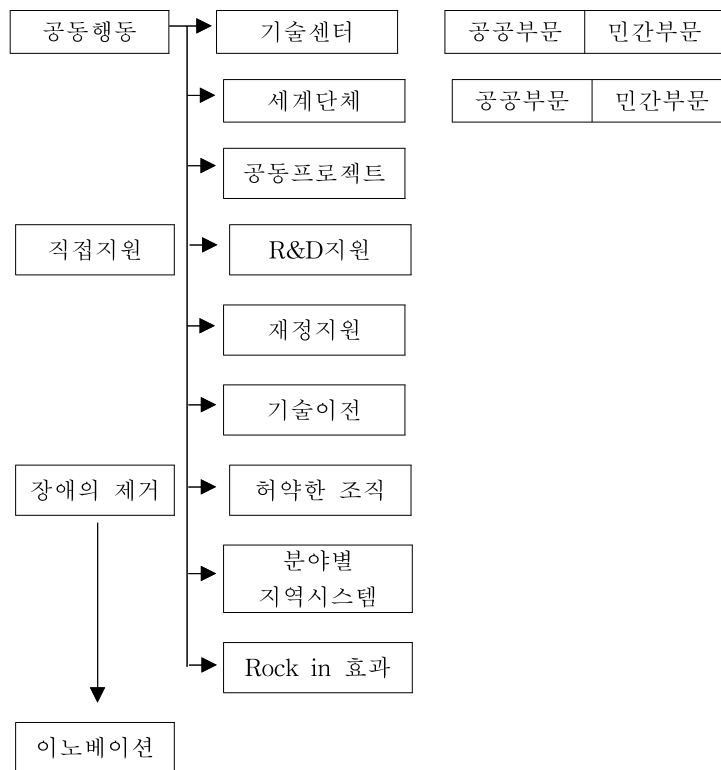 공동행동 기술센터 공공부문 민간부문
세계단체 공공부문 민간부문
공동프로젝트
직접지원 R&D지원
재정지원
기술이전
장애의 제거 허약한 조직
분야별
지역시스템
Rock in 효과
이노베이션